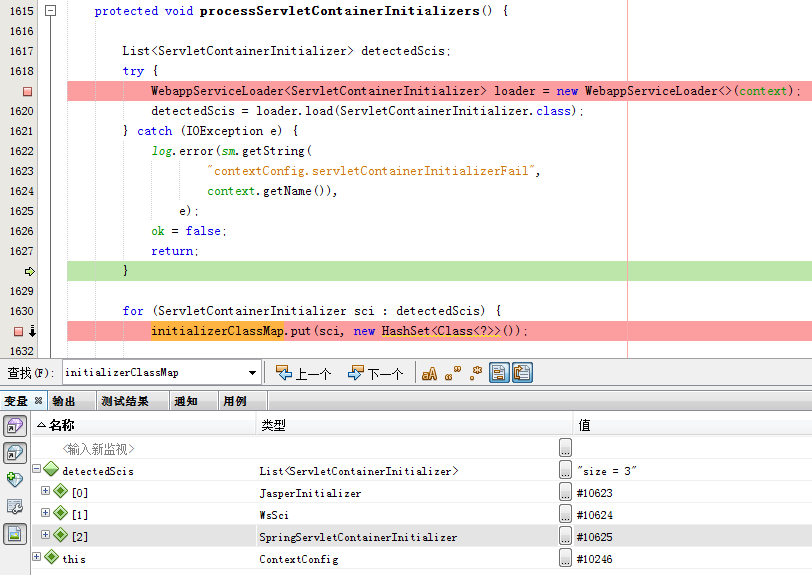 1615 protected void processServletContainerInitializers() {
1616
1617 List<ServletContainerInitializer> detectedScis;
1618 try {
WebappServiceLoader<ServletContainerInitializer> loader = new WebappServiceLoader<>(context);
1620 detectedScis = loader.load(ServletContainerInitializer.class);
1621 } catch (IOException e) {
1622 log.error(sm.getString(
1623 "contextConfig.servletContainerInitializerFail",
1624 context.getName()),
1625 e);
1626 ok = false;
1627 return;
}
1629
1630 for (ServletContainerInitializer sci : detectedScis) {
initializerClassMap.put(sci, new HashSet<Class<?>>());
1632
查找(F): initializerClassMap 上一个 下一个 aA
变量 输出 测试结果 通知 用例
名称 类型 值
<输入新监视> ...
detectedScis List<ServletContainerInitializer> ... "size = 3"
[0] JasperInitializer ... #10623
[1] WsSci ... #10624
[2] SpringServletContainerInitializer ... #10625
this ContextConfig ... #10246